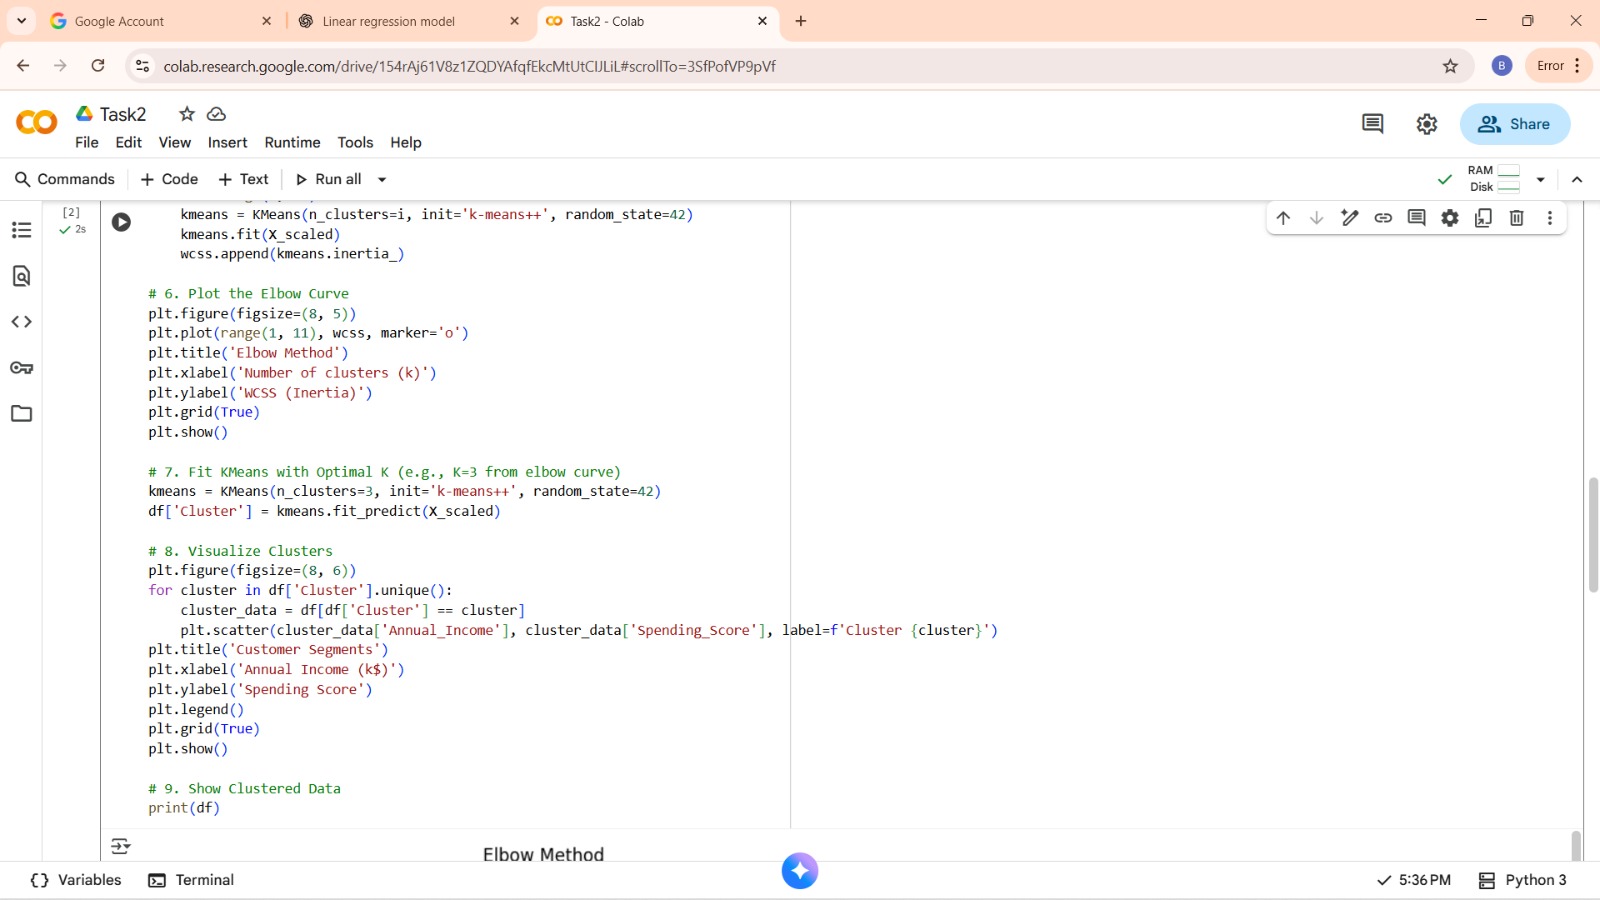 Google Account
Linear regression model
Task2 - Colab
colab.research.google.com/drive/154rAj61V8z1ZQDYAfqfEkcMtUtCIJLiL#scrollTo=3SfPofVP9pVf
B
Error
Task2
File Edit View Insert Runtime Tools Help
Share
Commands + Code + Text Run all
RAM
Disk
[2]
2s
kmeans = KMeans(n_clusters=i, init='k-means++', random_state=42)
kmeans.fit(X_scaled)
wcss.append(kmeans.inertia_)
# 6. Plot the Elbow Curve
plt.figure(figsize=(8, 5))
plt.plot(range(1, 11), wcss, marker='o')
plt.title('Elbow Method')
plt.xlabel('Number of clusters (k)')
plt.ylabel('WCSS (Inertia)')
plt.grid(True)
plt.show()
# 7. Fit KMeans with Optimal K (e.g., K=3 from elbow curve)
kmeans = KMeans(n_clusters=3, init='k-means++', random_state=42)
df['Cluster'] = kmeans.fit_predict(X_scaled)
# 8. Visualize Clusters
plt.figure(figsize=(8, 6))
for cluster in df['Cluster'].unique():
cluster_data = df[df['Cluster'] == cluster]
plt.scatter(cluster_data['Annual_Income'], cluster_data['Spending_Score'], label=f'Cluster {cluster}')
plt.title('Customer Segments')
plt.xlabel('Annual Income (k$)')
plt.ylabel('Spending Score')
plt.legend()
plt.grid(True)
plt.show()
# 9. Show Clustered Data
print(df)
Elbow Method
{} Variables Terminal
5:36 PM Python 3